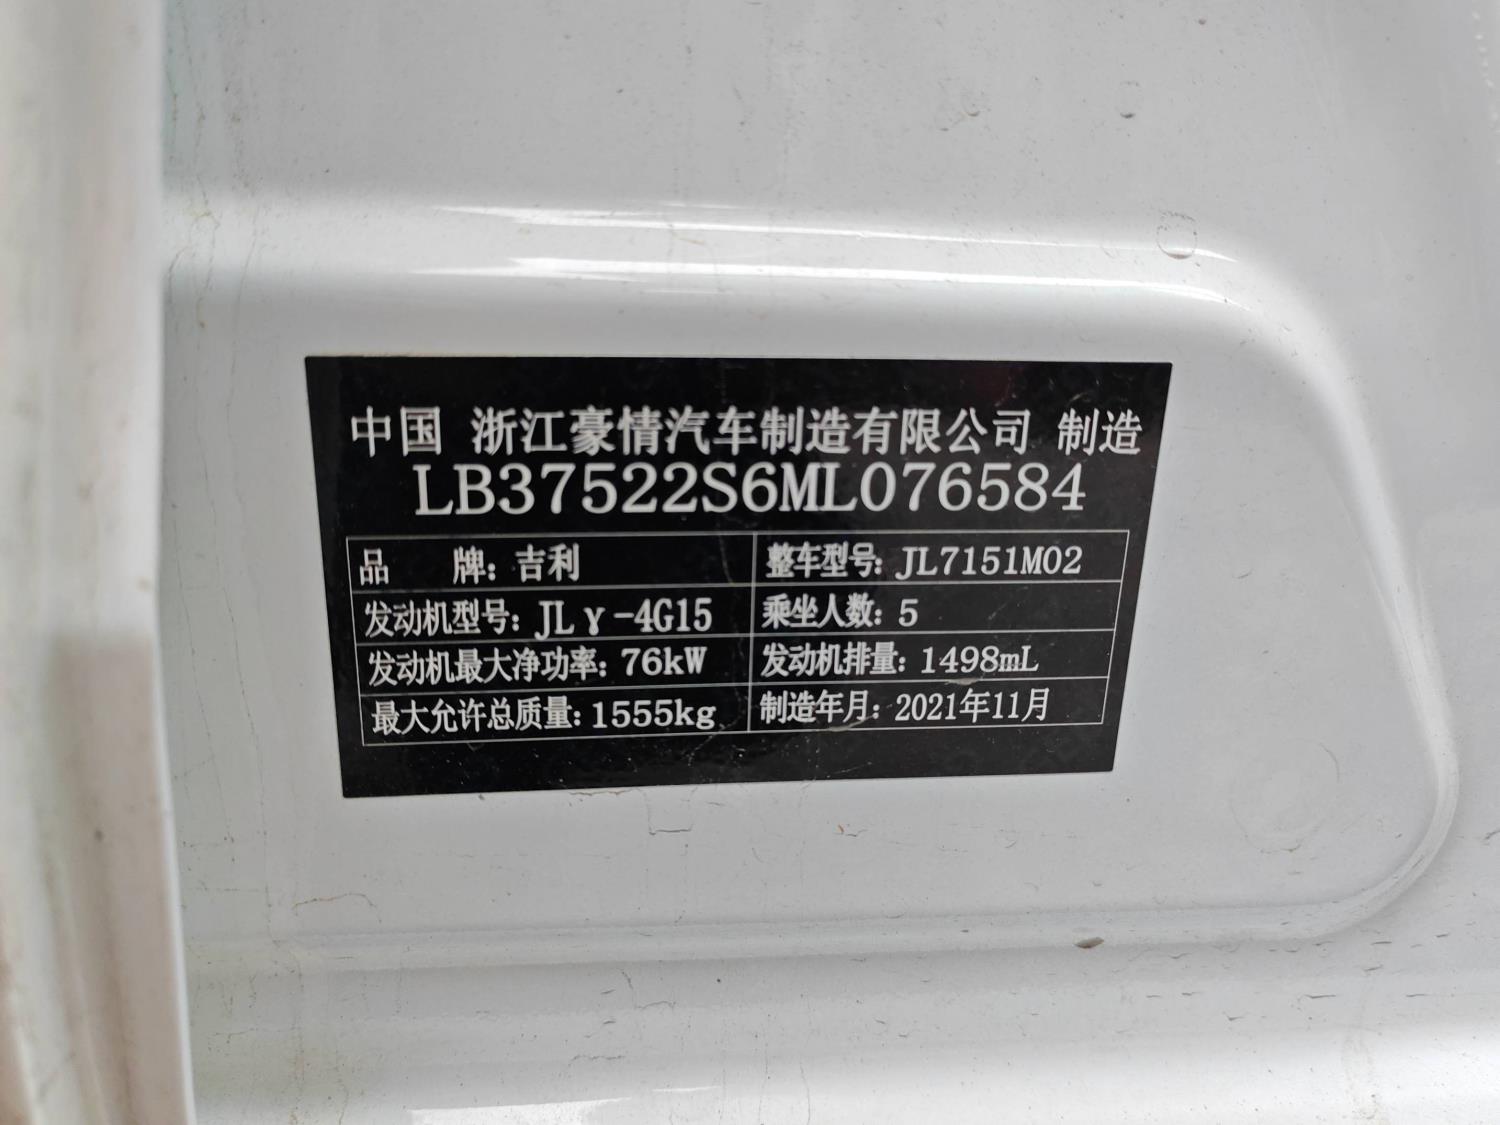 中国 浙江豪情汽车制造有限公司 制造
LB37522S6ML076584
品 牌：吉利 整车型号：JL7151M02
发动机型号：JLγ-4G15 乘坐人数：5
发动机最大净功率：76kW 发动机排量：1498mL
最大允许总质量：1555kg 制造年月：2021年11月